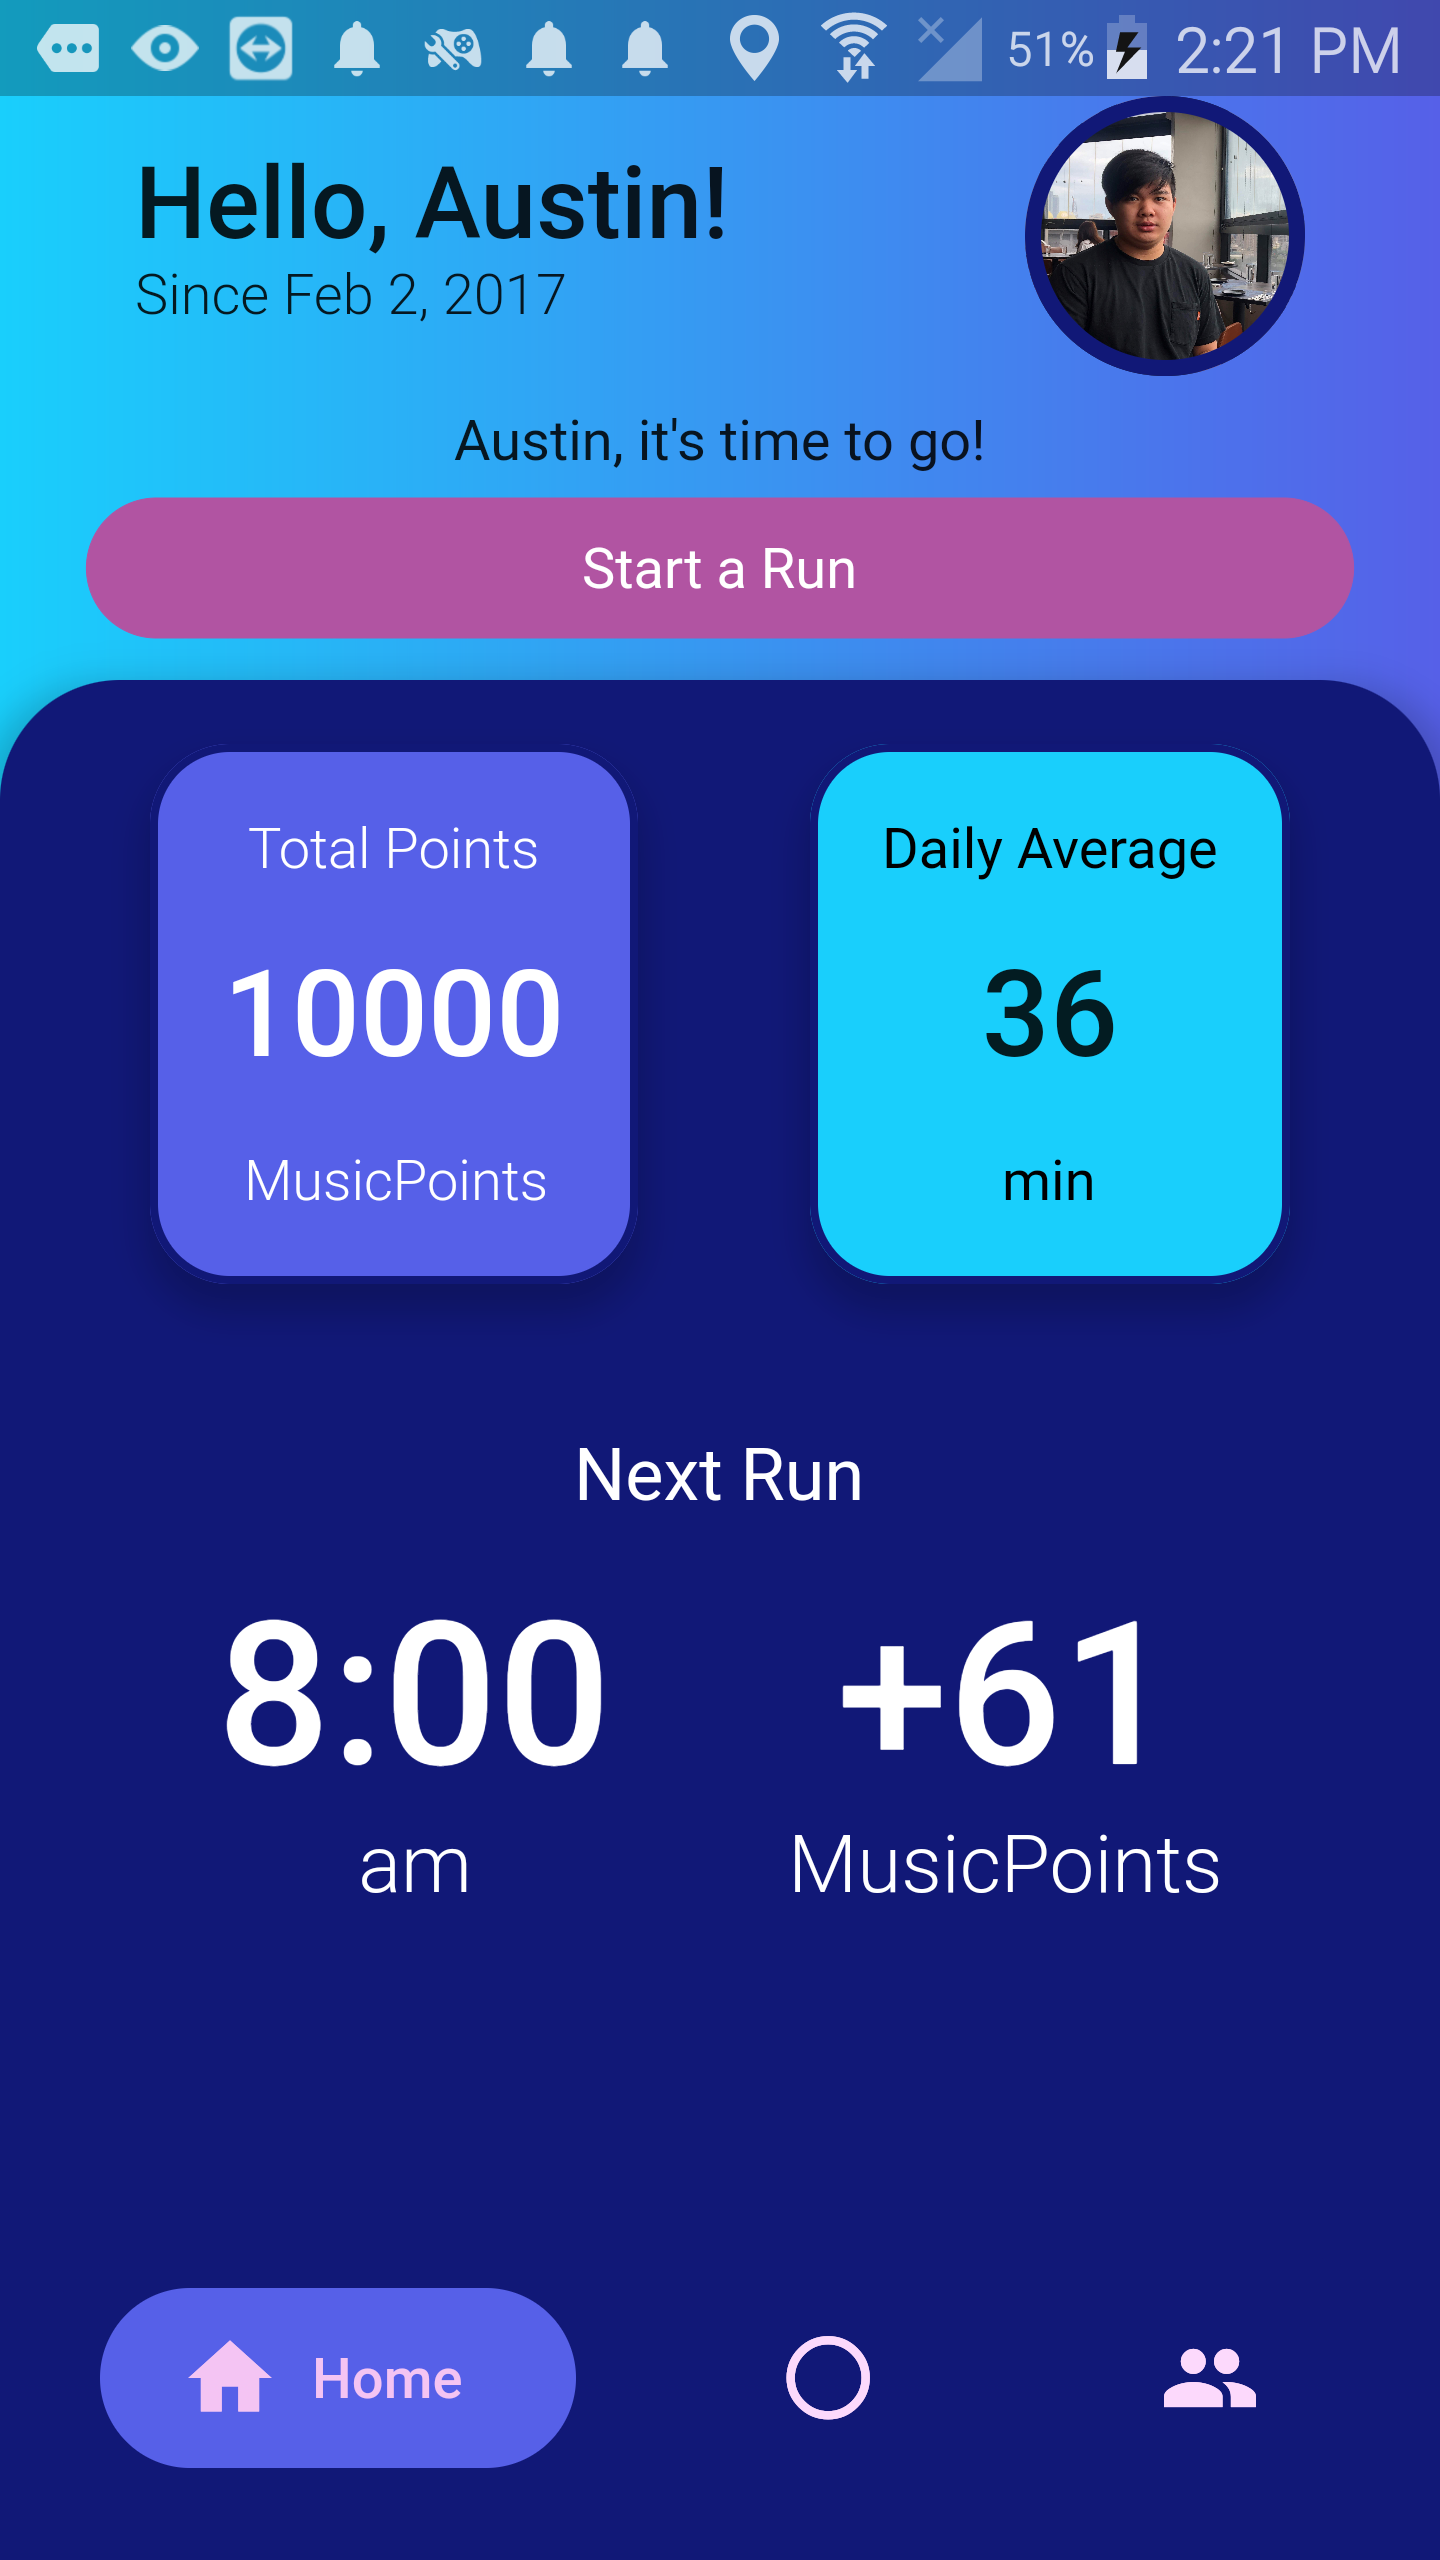 51% 2:21 PM
Hello, Austin!
Since Feb 2, 2017
Austin, it's time to go!
Start a Run
Total Points
10000
MusicPoints
Daily Average
36
min
Next Run
8:00
am
+61
MusicPoints
Home